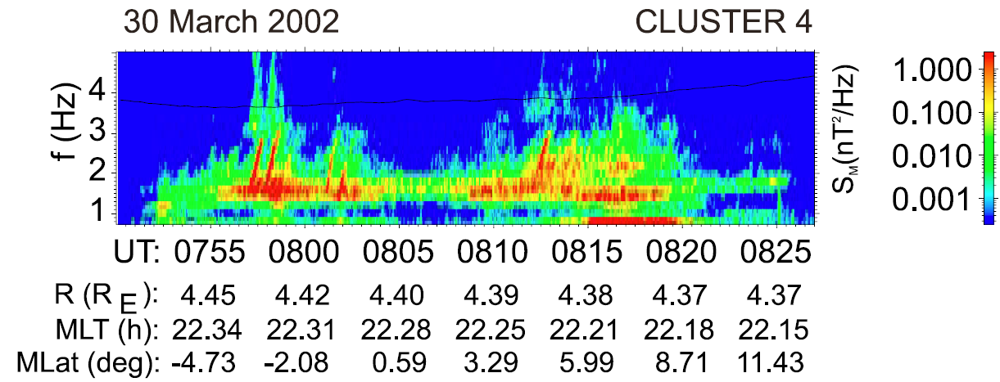 30 March 2002 CLUSTER 4
f (Hz)
4
3
2
1
S_M(nT²/Hz)
1.000
0.100
0.010
0.001
UT: 0755 0800 0805 0810 0815 0820 0825
R (R_E): 4.45 4.42 4.40 4.39 4.38 4.37 4.37
MLT (h): 22.34 22.31 22.28 22.25 22.21 22.18 22.15
MLat (deg): -4.73 -2.08 0.59 3.29 5.99 8.71 11.43